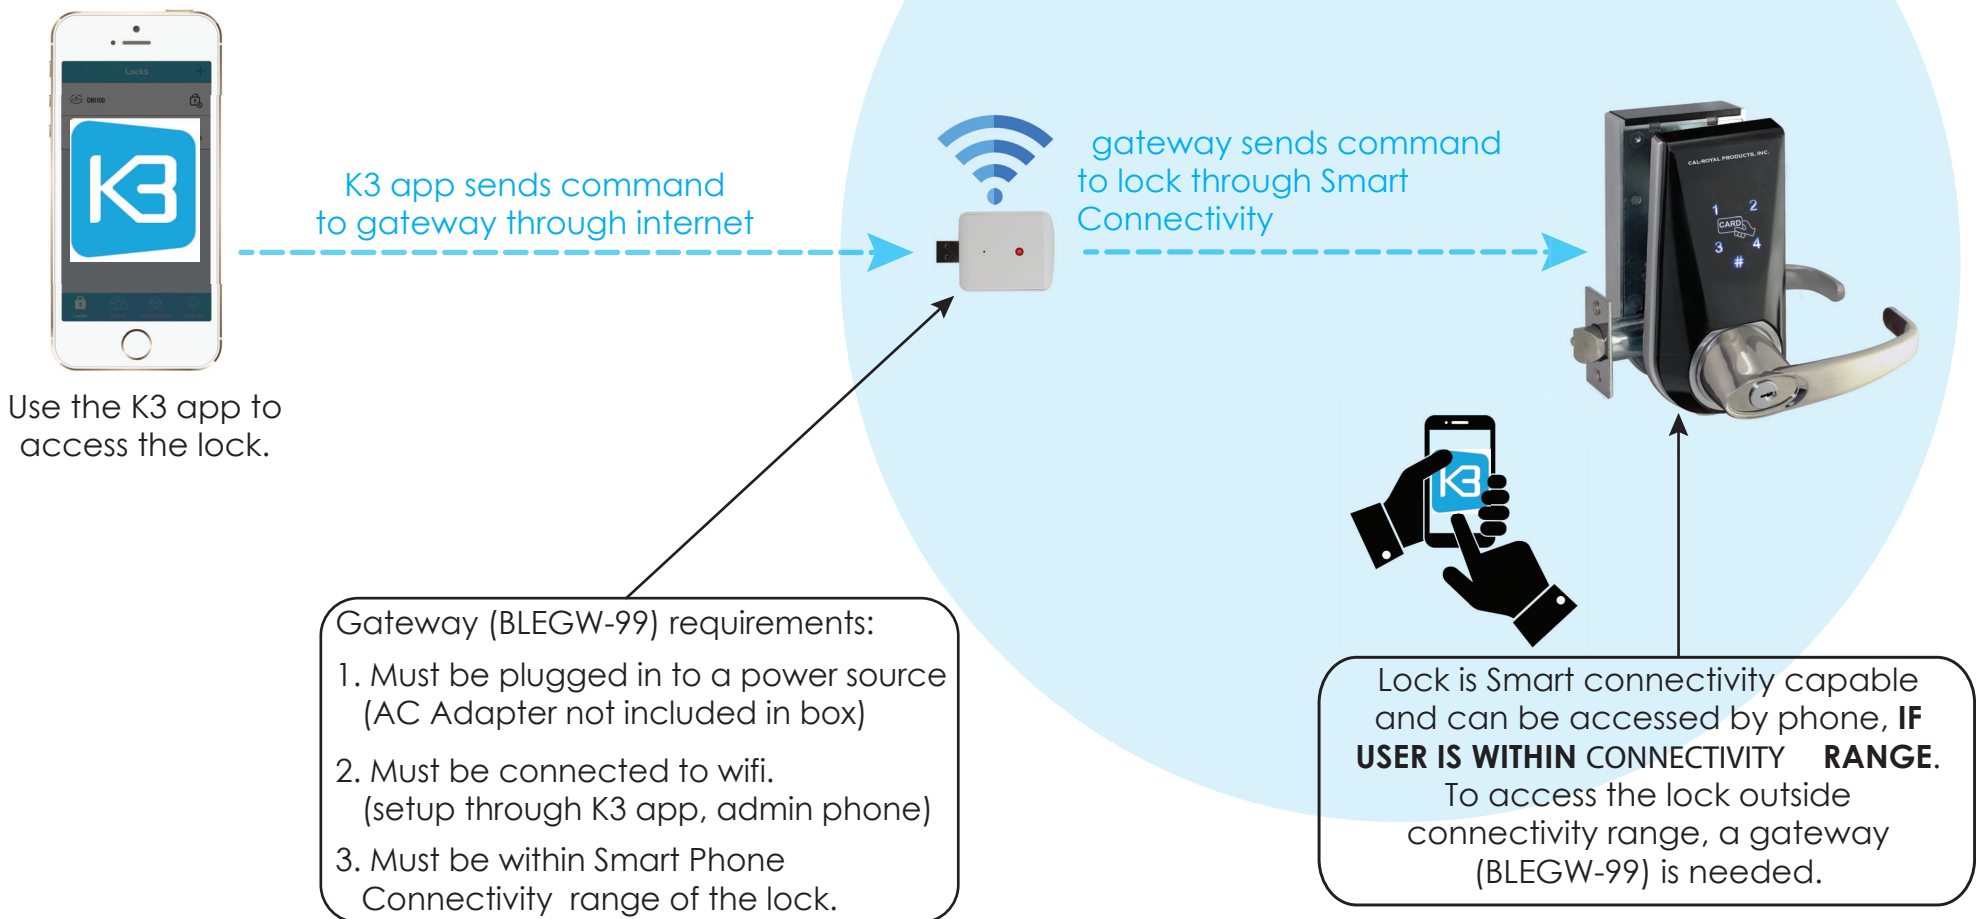 Locks +
DB1100
K3
Locks
Use the K3 app to
access the lock.
K3 app sends command
to gateway through internet
gateway sends command
to lock through Smart
Connectivity
CAL-ROYAL PRODUCTS, INC.
1 2
CARD
3 4
#
K3
Gateway (BLEGW-99) requirements:
1. Must be plugged in to a power source
(AC Adapter not included in box)
2. Must be connected to wifi.
(setup through K3 app, admin phone)
3. Must be within Smart Phone
Connectivity range of the lock.
Lock is Smart connectivity capable
and can be accessed by phone, IF
USER IS WITHIN CONNECTIVITY RANGE.
To access the lock outside
connectivity range, a gateway
(BLEGW-99) is needed.